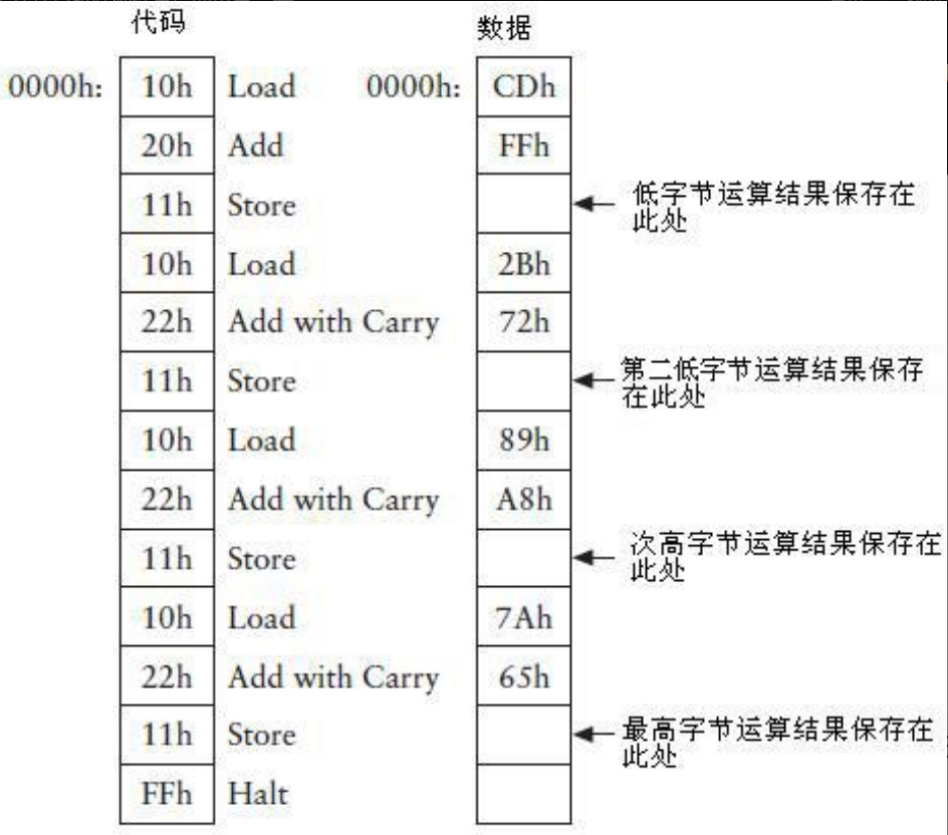 代码 数据
0000h: 10h Load 0000h: CDh
20h Add FFh
11h Store 低字节运算结果保存在
此处
10h Load 2Bh
22h Add with Carry 72h
11h Store 第二低字节运算结果保存
在此处
10h Load 89h
22h Add with Carry A8h
11h Store 次高字节运算结果保存在
此处
10h Load 7Ah
22h Add with Carry 65h
11h Store 最高字节运算结果保存在
此处
FFh Halt